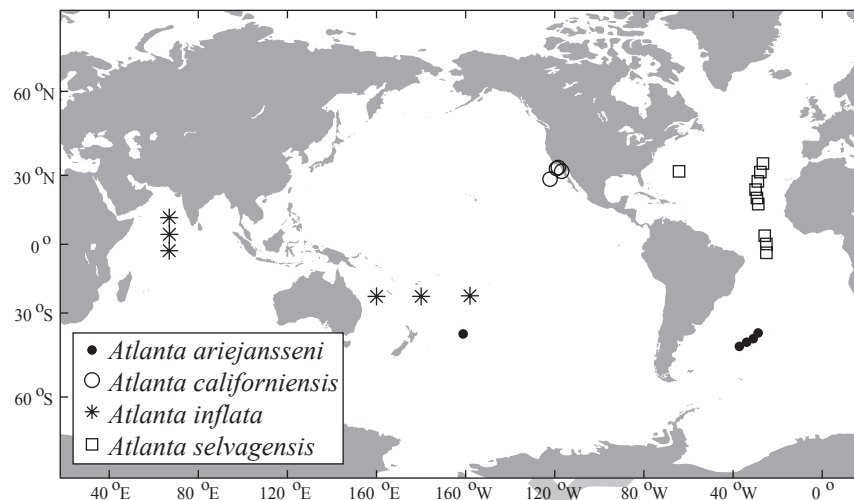 60 °N
30 °N
0 °
30 °S
60 °S
Atlanta ariejansseni
Atlanta californiensis
Atlanta inflata
Atlanta selvagensis
40 °E 80 °E 120 °E 160 °E 160 °W 120 °W 80 °W 40 °W 0 °